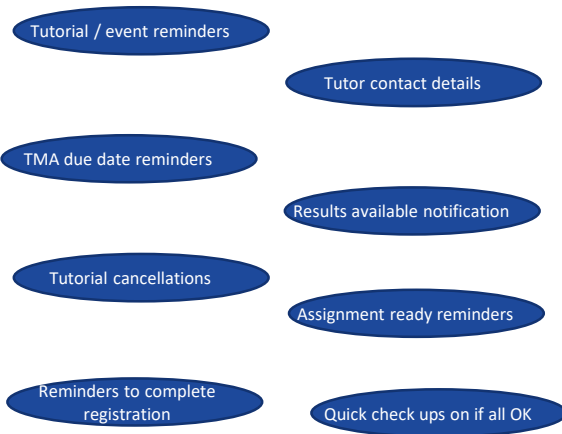 Tutorial / event reminders
Tutor contact details
TMA due date reminders
Results available notification
Tutorial cancellations
Assignment ready reminders
Reminders to complete
registration
Quick check ups on if all OK